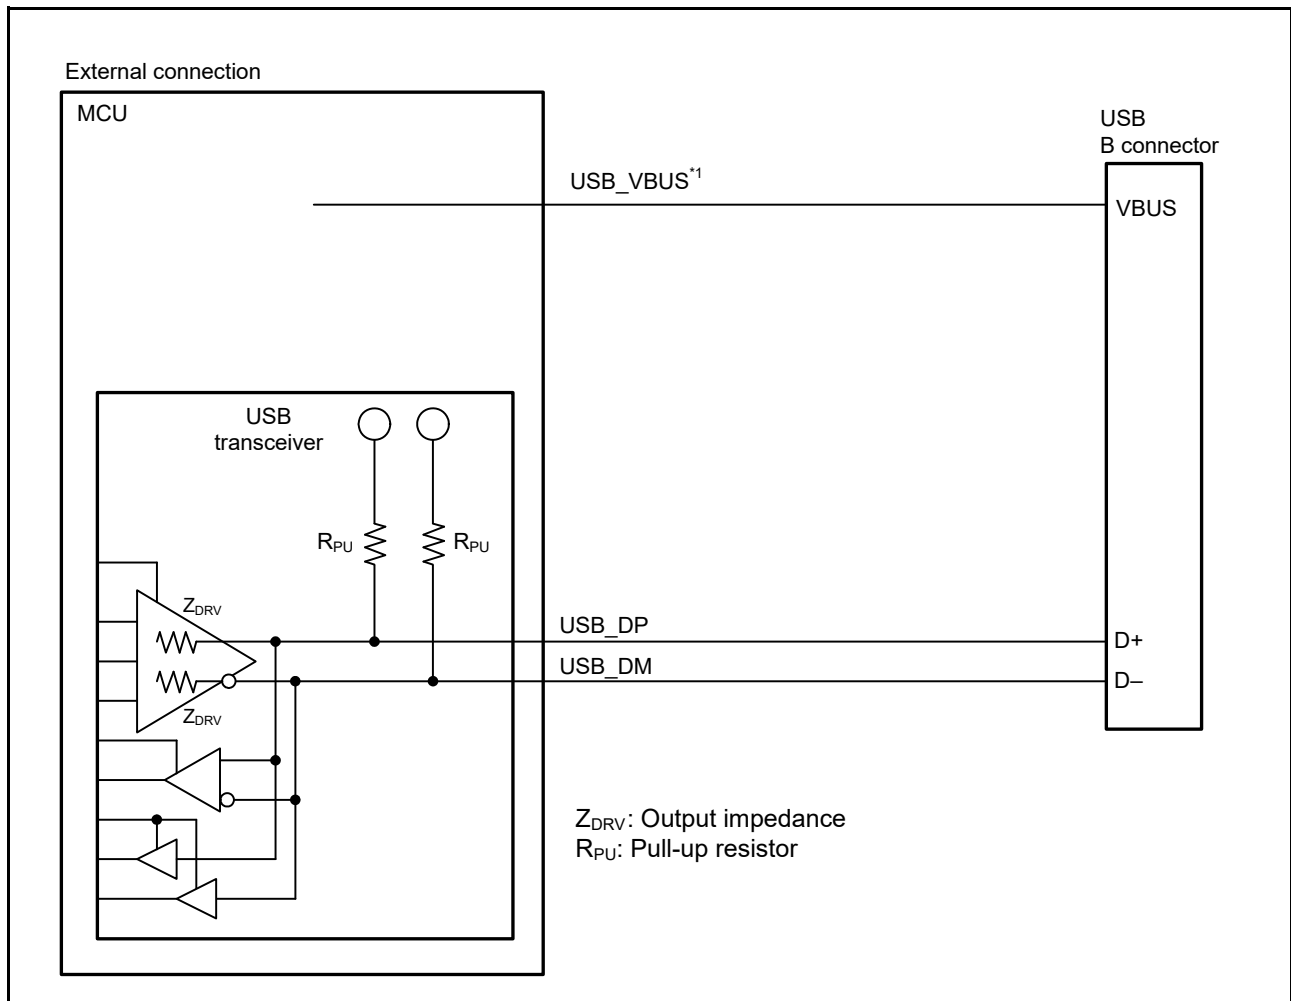 External connection
MCU
USB
B connector
USB_VBUS*1
VBUS
USB
transceiver
RPU
RPU
ZDRV
USB_DP
D+
USB_DM
D–
ZDRV
ZDRV: Output impedance
RPU: Pull-up resistor